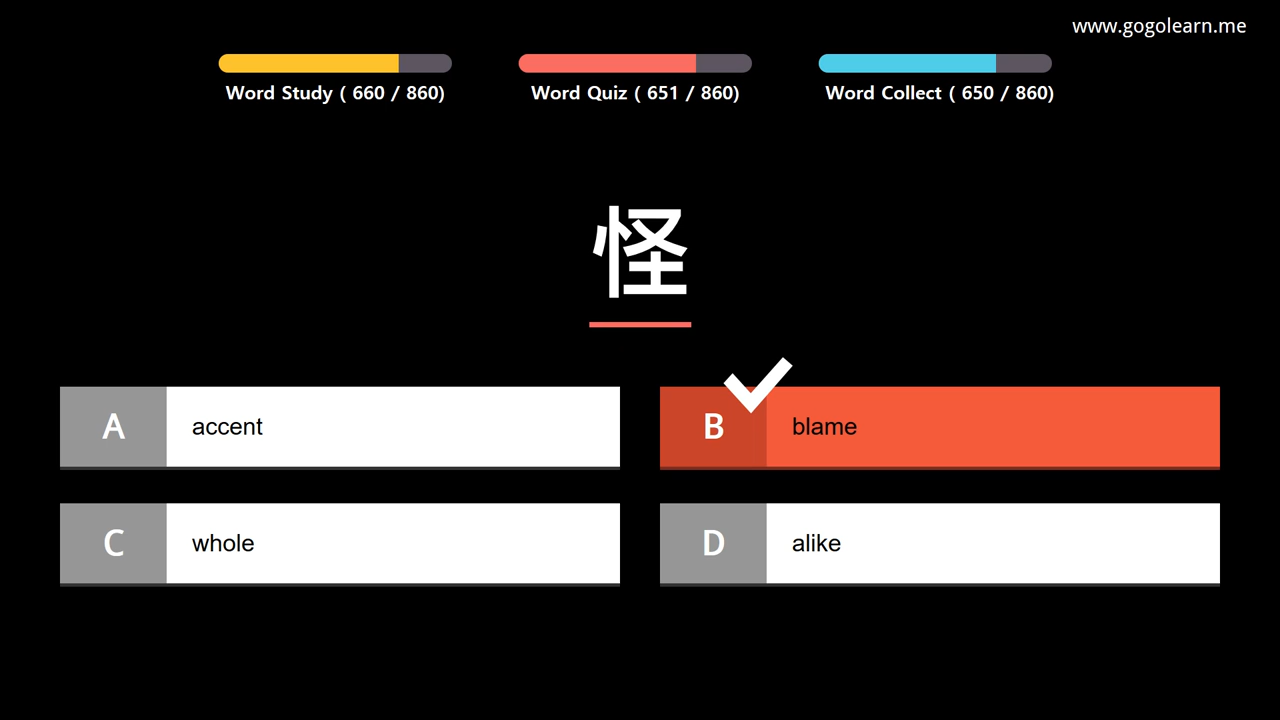 www.gogolearn.me
Word Study ( 660 / 860)
Word Quiz ( 651 / 860)
Word Collect ( 650 / 860)
怪
A accent
B blame
C whole
D alike